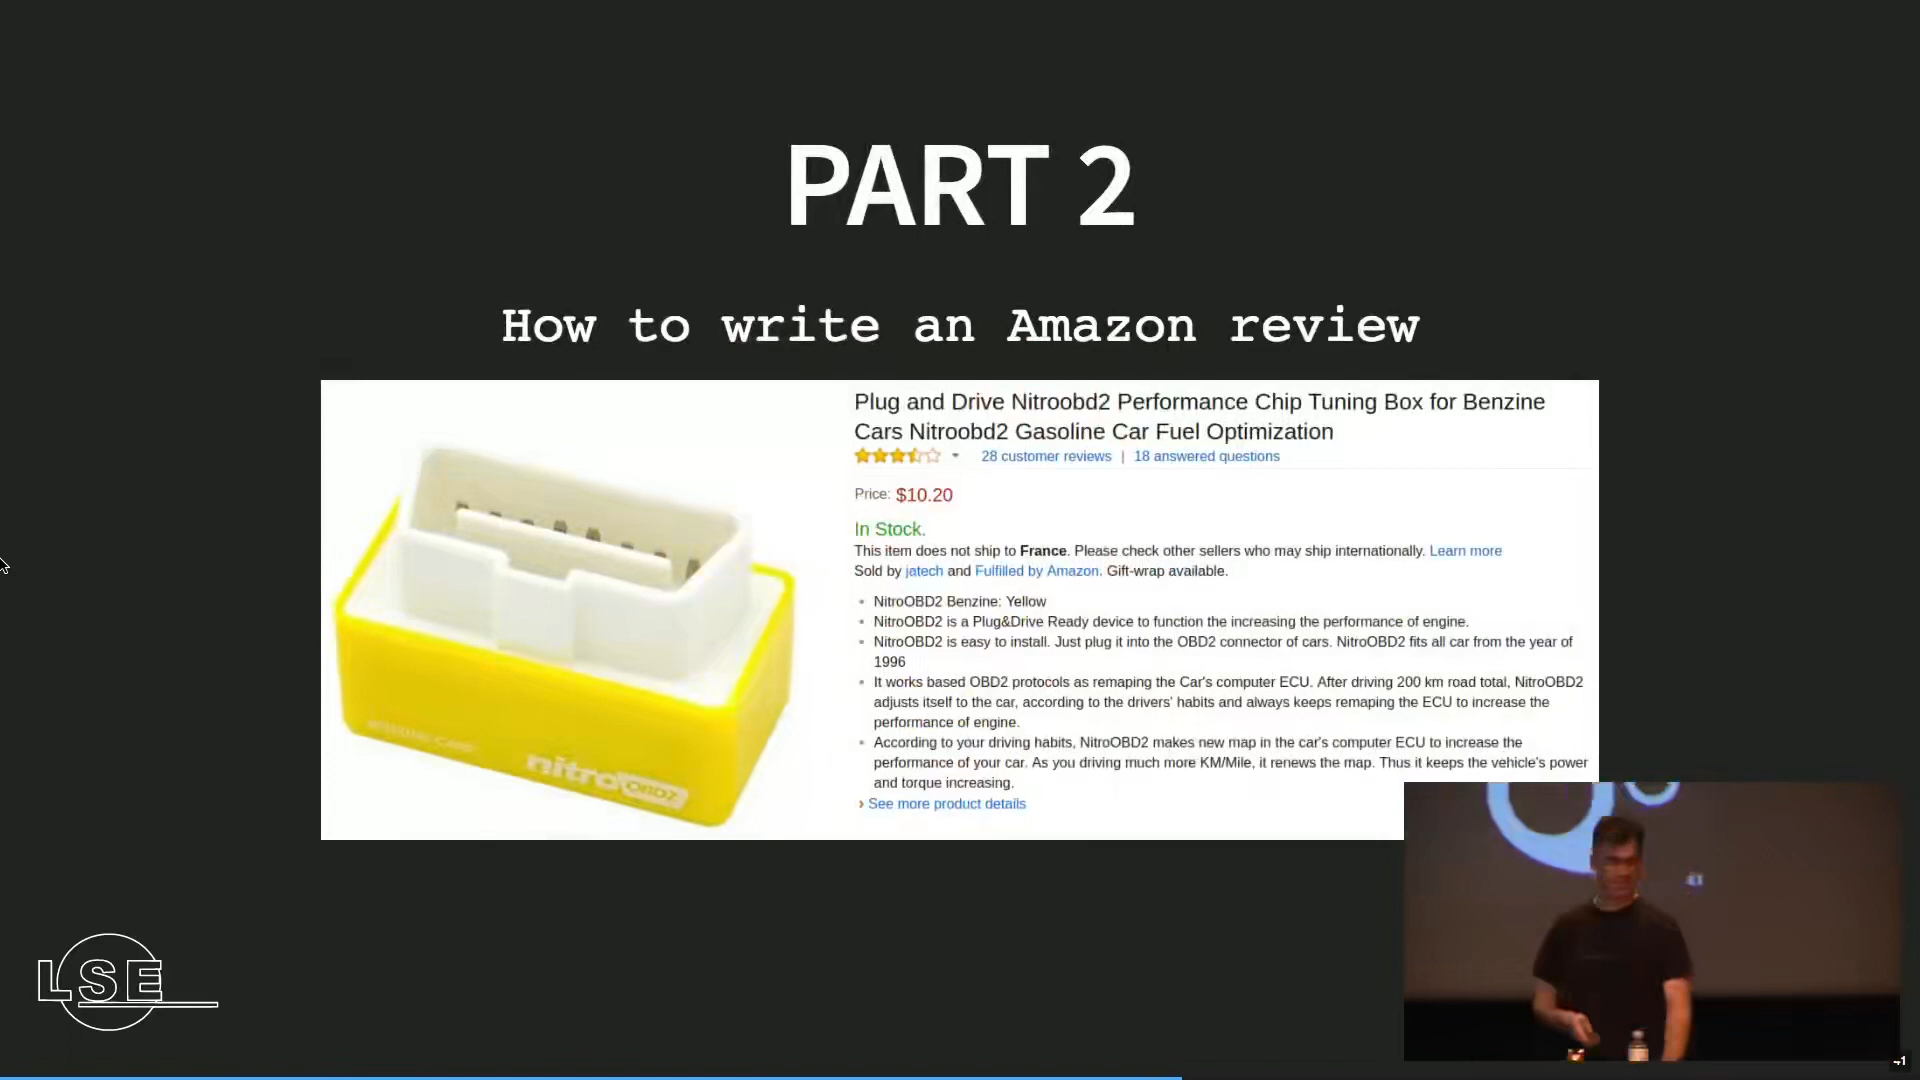 PART 2
How to write an Amazon review
Plug and Drive Nitroobd2 Performance Chip Tuning Box for Benzine
Cars Nitroobd2 Gasoline Car Fuel Optimization
28 customer reviews | 18 answered questions
Price: $10.20
In Stock.
This item does not ship to France. Please check other sellers who may ship internationally. Learn more
Sold by jatech and Fulfilled by Amazon. Gift-wrap available.
• NitroOBD2 Benzine: Yellow
• NitroOBD2 is a Plug&Drive Ready device to function the increasing the performance of engine.
• NitroOBD2 is easy to install. Just plug it into the OBD2 connector of cars. NitroOBD2 fits all car from the year of
1996
• It works based OBD2 protocols as remaping the Car's computer ECU. After driving 200 km road total, NitroOBD2
adjusts itself to the car, according to the drivers' habits and always keeps remaping the ECU to increase the
performance of engine.
• According to your driving habits, NitroOBD2 makes new map in the car's computer ECU to increase the
performance of your car. As you driving much more KM/Mile, it renews the map. Thus it keeps the vehicle's power
and torque increasing.
› See more product details
nitro OBD2
LSE
41
41